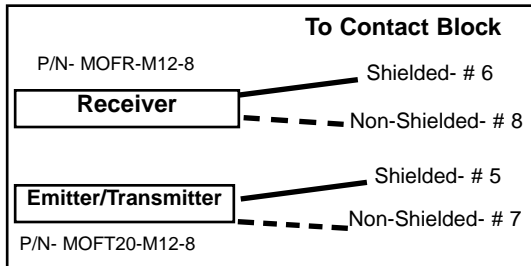 To Contact Block
P/N- MOFR-M12-8
Shielded- # 6
Receiver
Non-Shielded- # 8
Shielded- # 5
Emitter/Transmitter
Non-Shielded- # 7
P/N- MOFT20-M12-8